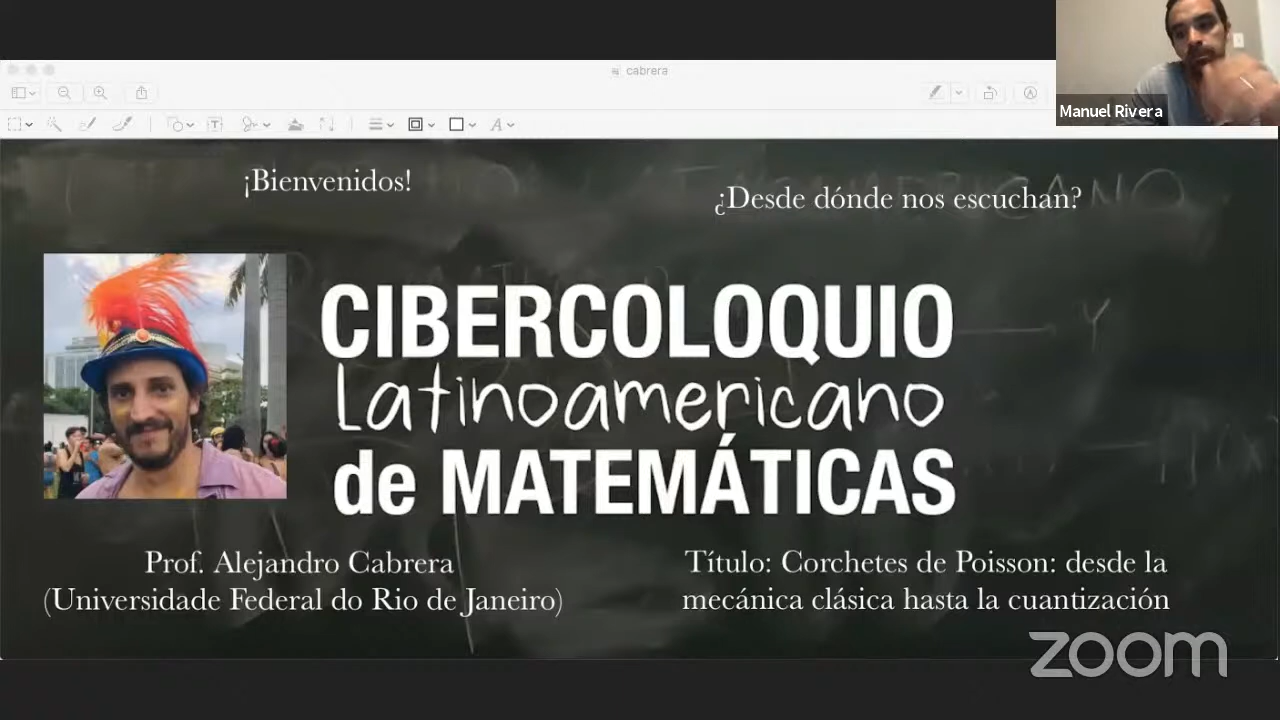 cabrera
Manuel Rivera
¡Bienvenidos!
¿Desde dónde nos escuchan?
CIBERCOLOQUIO
Latinoamericano
de MATEMÁTICAS
Prof. Alejandro Cabrera
(Universidade Federal do Rio de Janeiro)
Título: Corchetes de Poisson: desde la
mecánica clásica hasta la cuantización
zoom